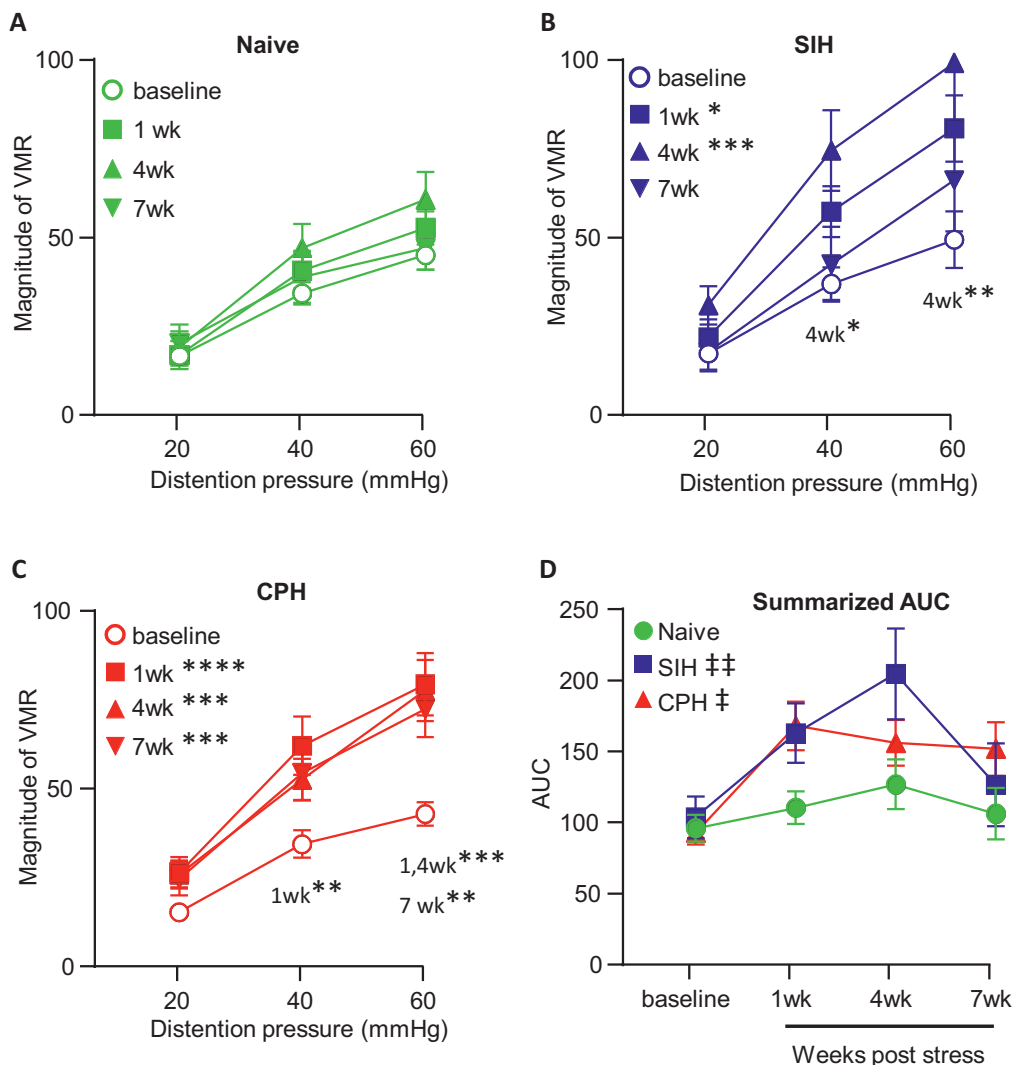 A
Naive
Magnitude of VMR
100
50
0
baseline
1 wk
4wk
7wk
20
40
60
Distention pressure (mmHg)
B
SIH
Magnitude of VMR
100
50
0
baseline
1wk *
4wk ***
7wk
4wk*
4wk**
20
40
60
Distention pressure (mmHg)
C
CPH
Magnitude of VMR
100
50
0
baseline
1wk ****
4wk ***
7wk ***
1wk**
1,4wk***
7 wk**
20
40
60
Distention pressure (mmHg)
D
Summarized AUC
AUC
250
200
150
100
50
0
Naive
SIH ‡‡
CPH ‡
baseline
1wk
4wk
7wk
Weeks post stress